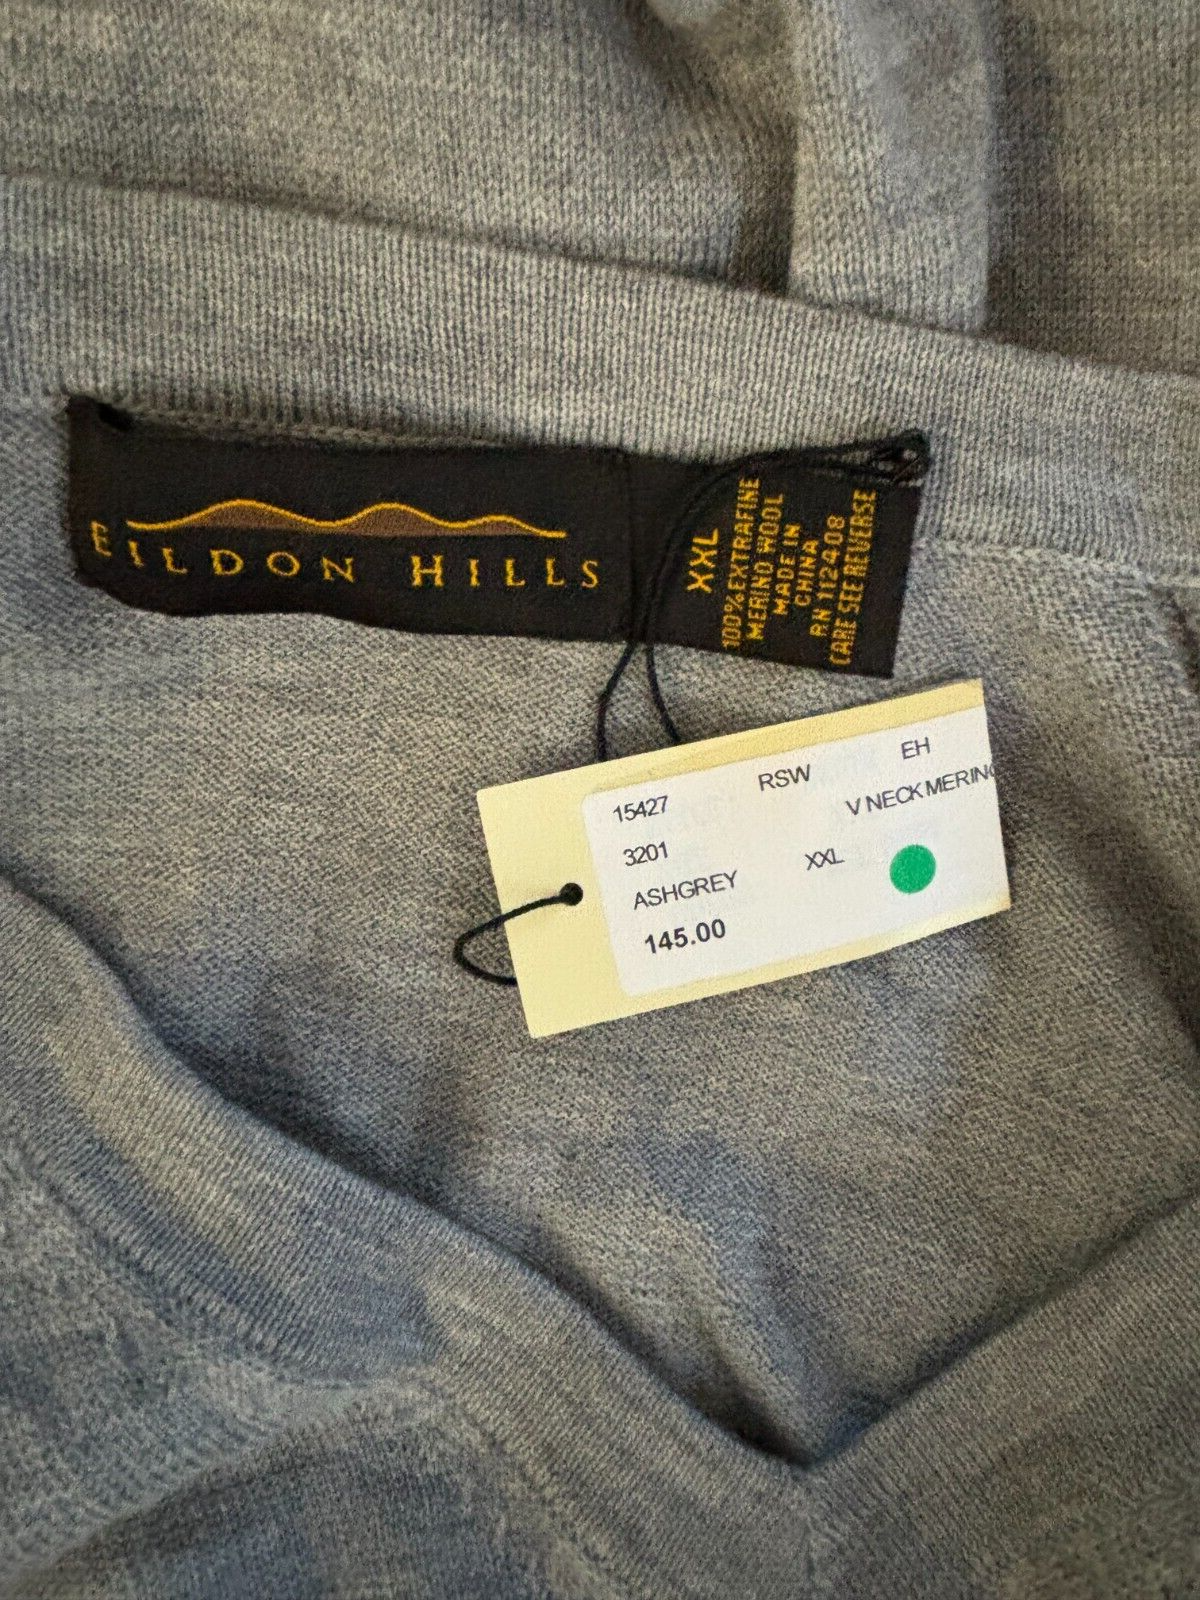 EILDON HILLS
XXL
100% EXTRAFINE
MERINO WOOL
MADE IN
CHINA
RN 112408
CARE SEE REVERSE
15427 RSW EH
3201 V NECK MERINO
ASHGREY XXL
145.00